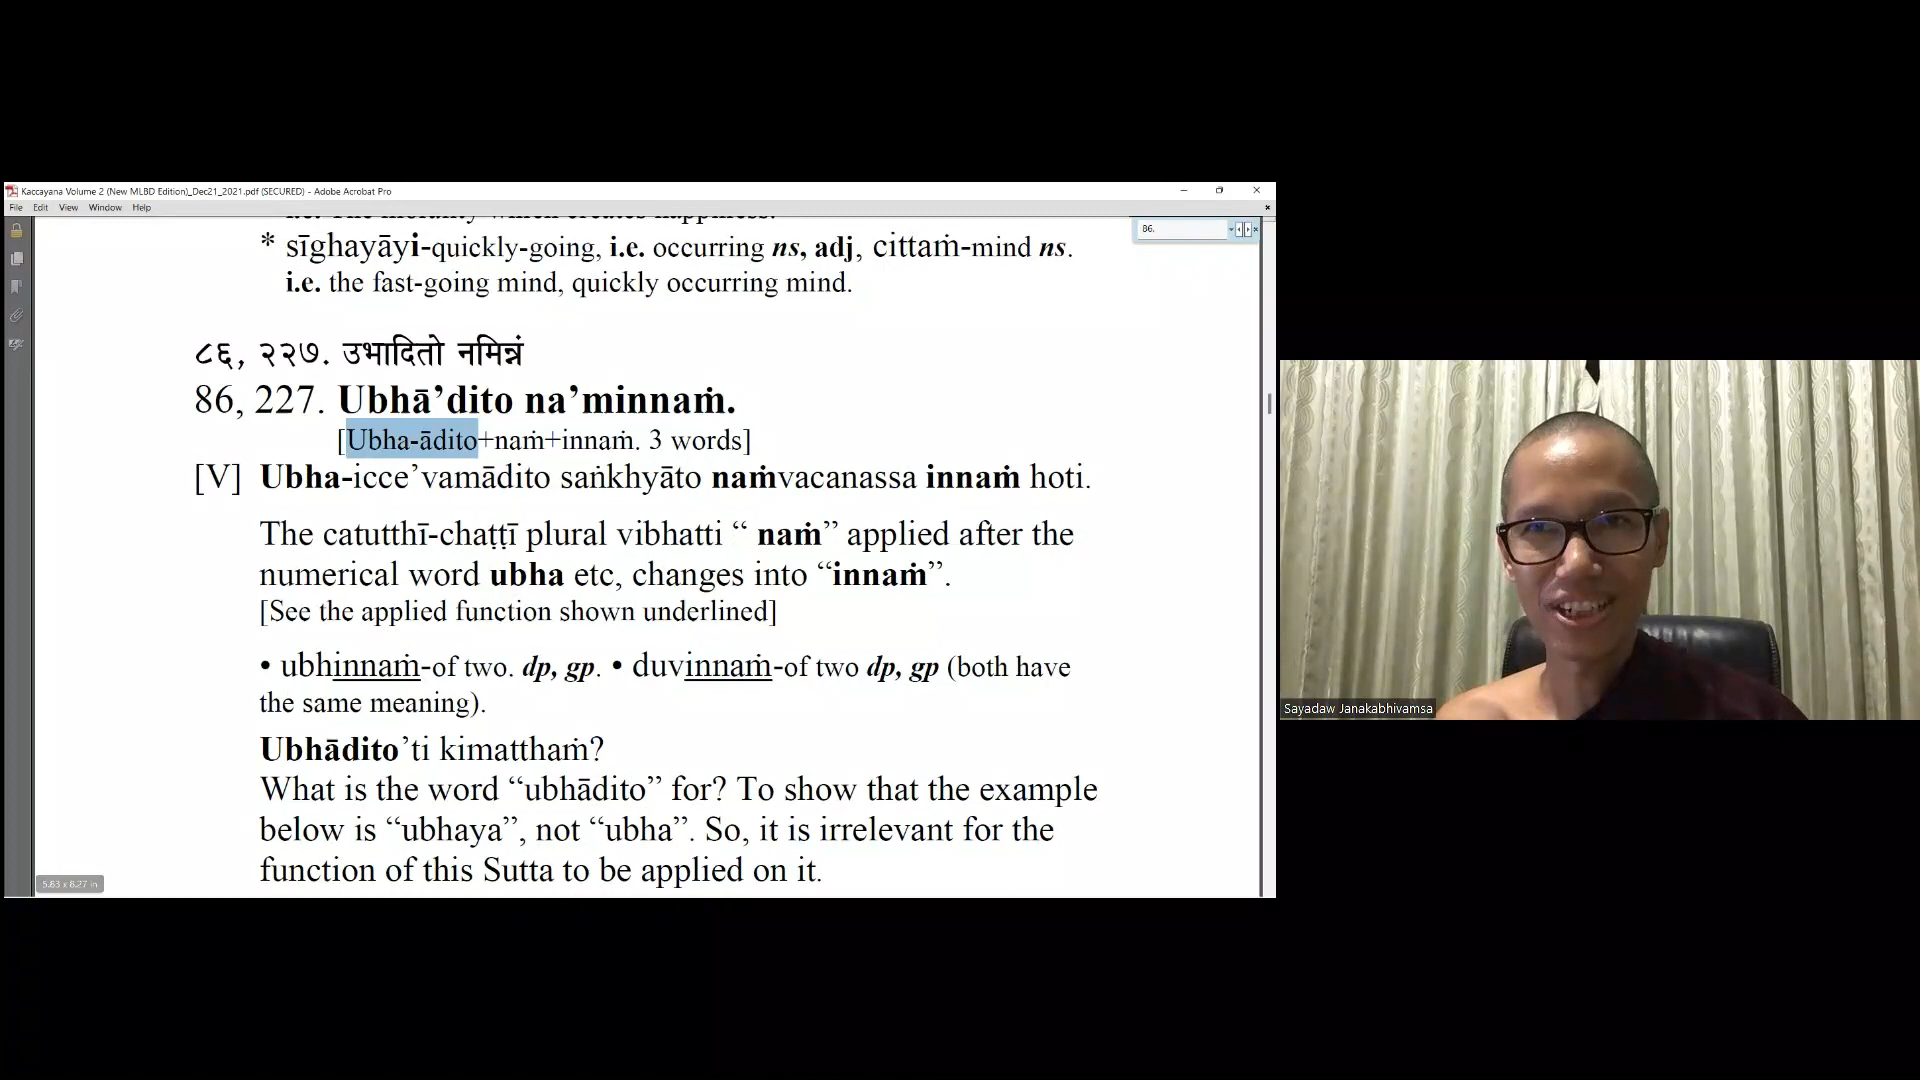 Kaccayana Volume 2 (New MLBD Edition)_Dec21_2021.pdf (SECURED) - Adobe Acrobat Pro
File Edit View Window Help
86.
* sīghayāyi-quickly-going, i.e. occurring ns, adj, cittaṁ-mind ns.
i.e. the fast-going mind, quickly occurring mind.
८६, २२७. उभादितो नमिन्नं
86, 227. Ubhā’dito na’minnaṁ.
[Ubha-ādito+naṁ+innaṁ. 3 words]
[V] Ubha-icce’vamādito saṅkhyāto naṁvacanassa innaṁ hoti.
The catutthī-chaṭṭī plural vibhatti “ naṁ” applied after the
numerical word ubha etc, changes into “innaṁ”.
[See the applied function shown underlined]
• ubhinnaṁ-of two. dp, gp. • duvinnaṁ-of two dp, gp (both have
the same meaning).
Ubhādito’ti kimatthaṁ?
What is the word “ubhādito” for? To show that the example
below is “ubhaya”, not “ubha”. So, it is irrelevant for the
function of this Sutta to be applied on it.
5.83 x 8.27 in
Sayadaw Janakabhivamsa